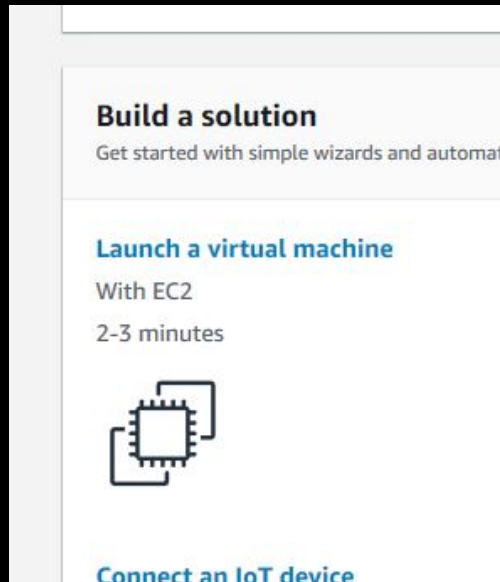 Build a solution
Get started with simple wizards and automat
Launch a virtual machine
With EC2
2-3 minutes
Connect an IoT device